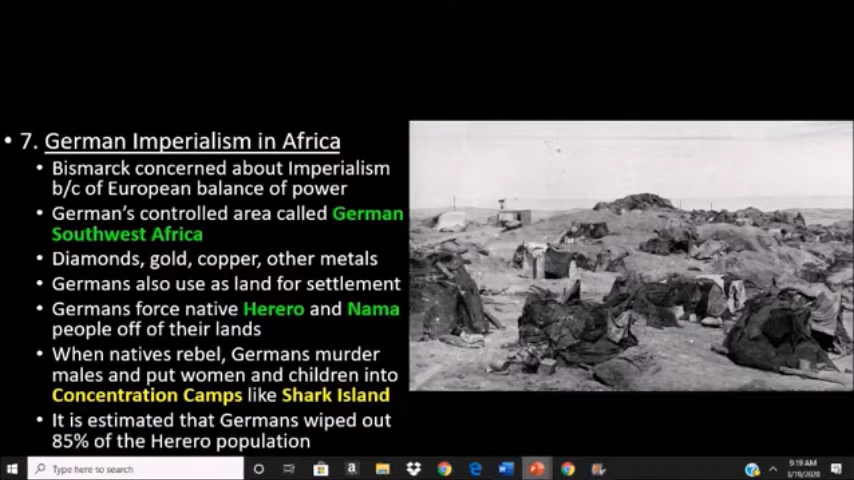 • 7. German Imperialism in Africa
• Bismarck concerned about Imperialism
b/c of European balance of power
• German's controlled area called German
Southwest Africa
• Diamonds, gold, copper, other metals
• Germans also use as land for settlement
• Germans force native Herero and Nama
people off of their lands
• When natives rebel, Germans murder
males and put women and children into
Concentration Camps like Shark Island
• It is estimated that Germans wiped out
85% of the Herero population
Type here to search
9:19 AM
3/19/2020